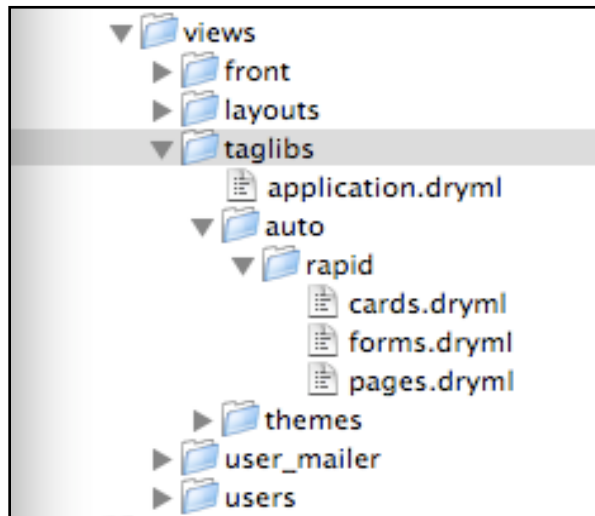 views
front
layouts
taglibs
application.dryml
auto
rapid
cards.dryml
forms.dryml
pages.dryml
themes
user_mailer
users